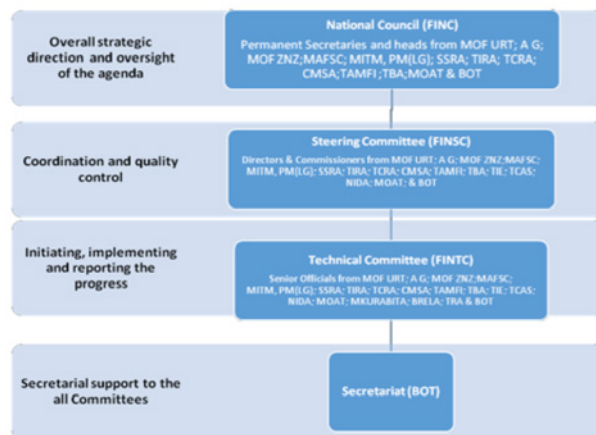 Overall strategic
direction and oversight
of the agenda
National Council (FINC)
Permanent Secretaries and heads from MOF URT; A G;
MOF ZNZ;MAFSC; MITM, PM(LG); SSRA; TIRA; TCRA;
CMSA;TAMFI ;TBA;MOAT & BOT
Coordination and quality
control
Steering Committee (FINSC)
Directors & Commissioners from MOF URT; A G; MOF ZNZ;MAFSC;
MITM, PM(LG); SSRA; TIRA; TCRA; CMSA; TAMFI; TBA; TIE; TCAS;
NIDA; MOAT; & BOT
Initiating, implementing
and reporting the
progress
Technical Committee (FINTC)
Senior Officials from MOF URT; A G; MOF ZNZ;MAFSC;
MITM, PM(LG); SSRA; TIRA; TCRA; CMSA; TAMFI; TBA; TIE; TCAS;
NIDA; MOAT; MKURABITA; BRELA; TRA & BOT
Secretarial support to the
all Committees
Secretariat (BOT)